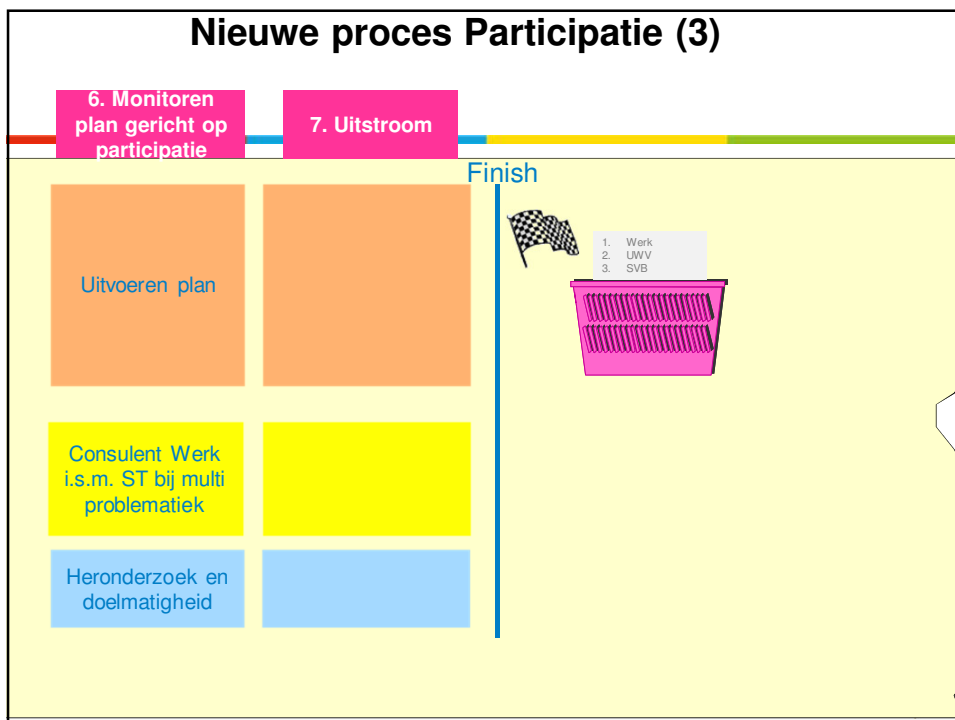 Nieuwe proces Participatie (3)
6. Monitoren
plan gericht op
participatie
7. Uitstroom
Finish
1. Werk
2. UWV
3. SVB
Uitvoeren plan
Consulent Werk
i.s.m. ST bij multi
problematiek
Heronderzoek en
doelmatigheid